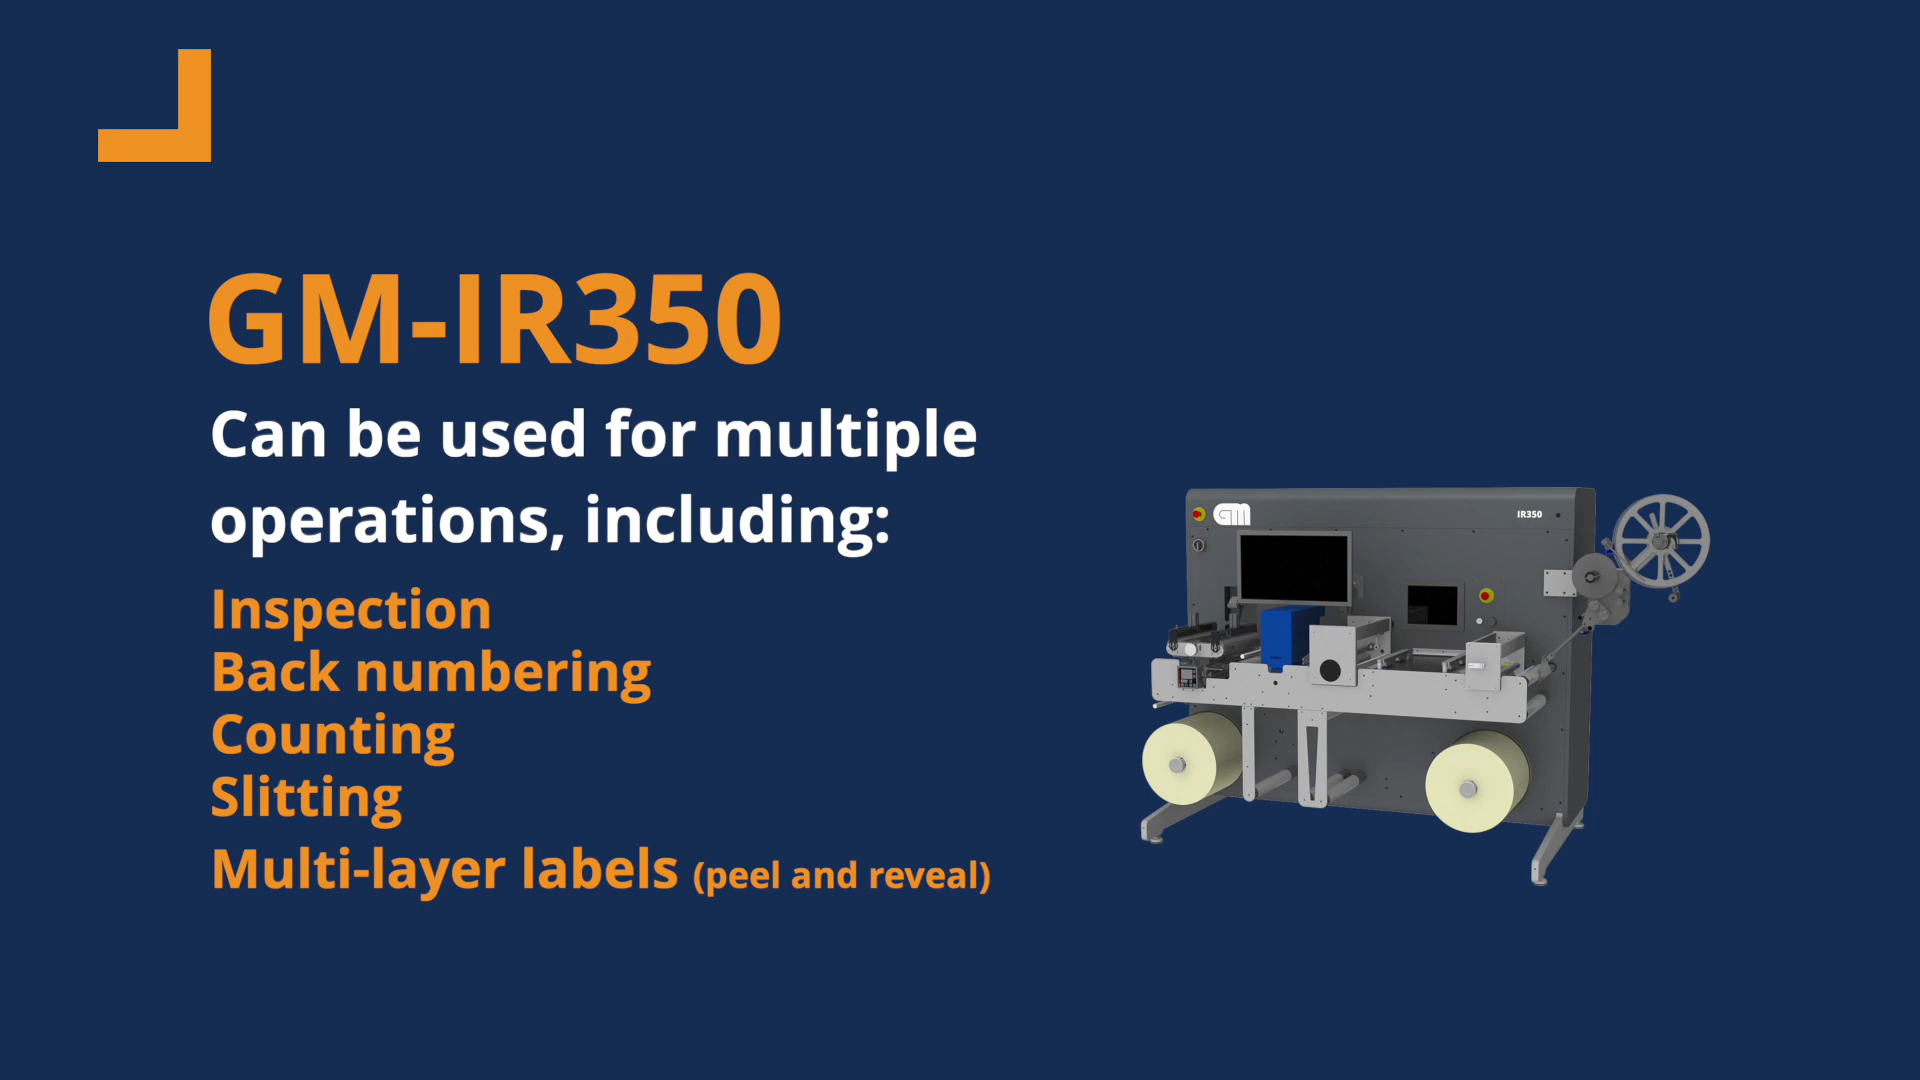 GM-IR350
Can be used for multiple
operations, including:
Inspection
Back numbering
Counting
Slitting
Multi-layer labels (peel and reveal)
GM
IR350